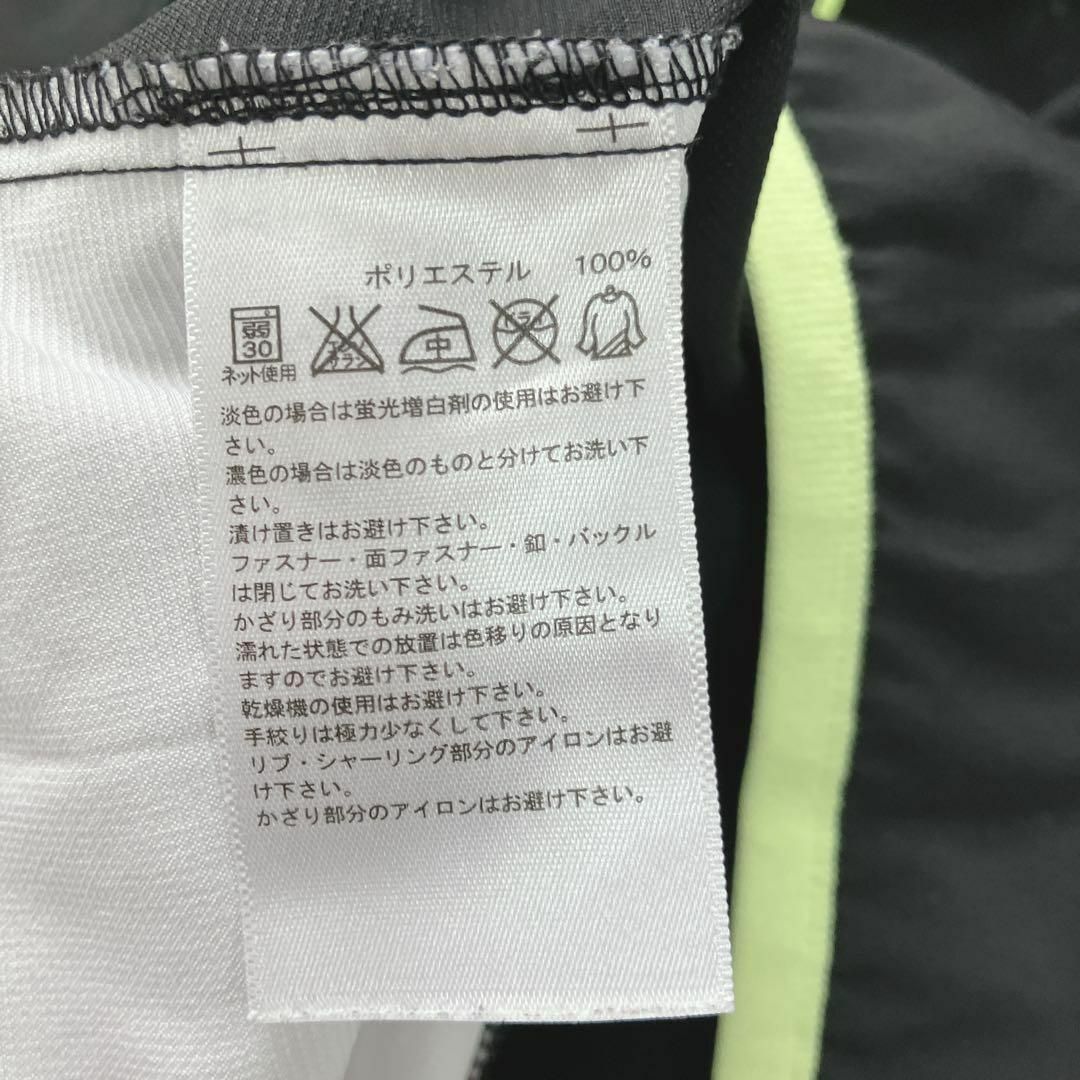 ポリエステル 100%
弱 エンソ サラシ 中 ドライ
30
ネット使用
淡色の場合は蛍光増白剤の使用はお避け下
さい。
濃色の場合は淡色のものと分けてお洗い下
さい。
漬け置きはお避け下さい。
ファスナー・面ファスナー・釦・バックル
は閉じてお洗い下さい。
かざり部分のもみ洗いはお避け下さい。
濡れた状態での放置は色移りの原因となり
ますのでお避け下さい。
乾燥機の使用はお避け下さい。
手絞りは極力少なくして下さい。
リブ・シャーリング部分のアイロンはお避
け下さい。
かざり部分のアイロンはお避け下さい。